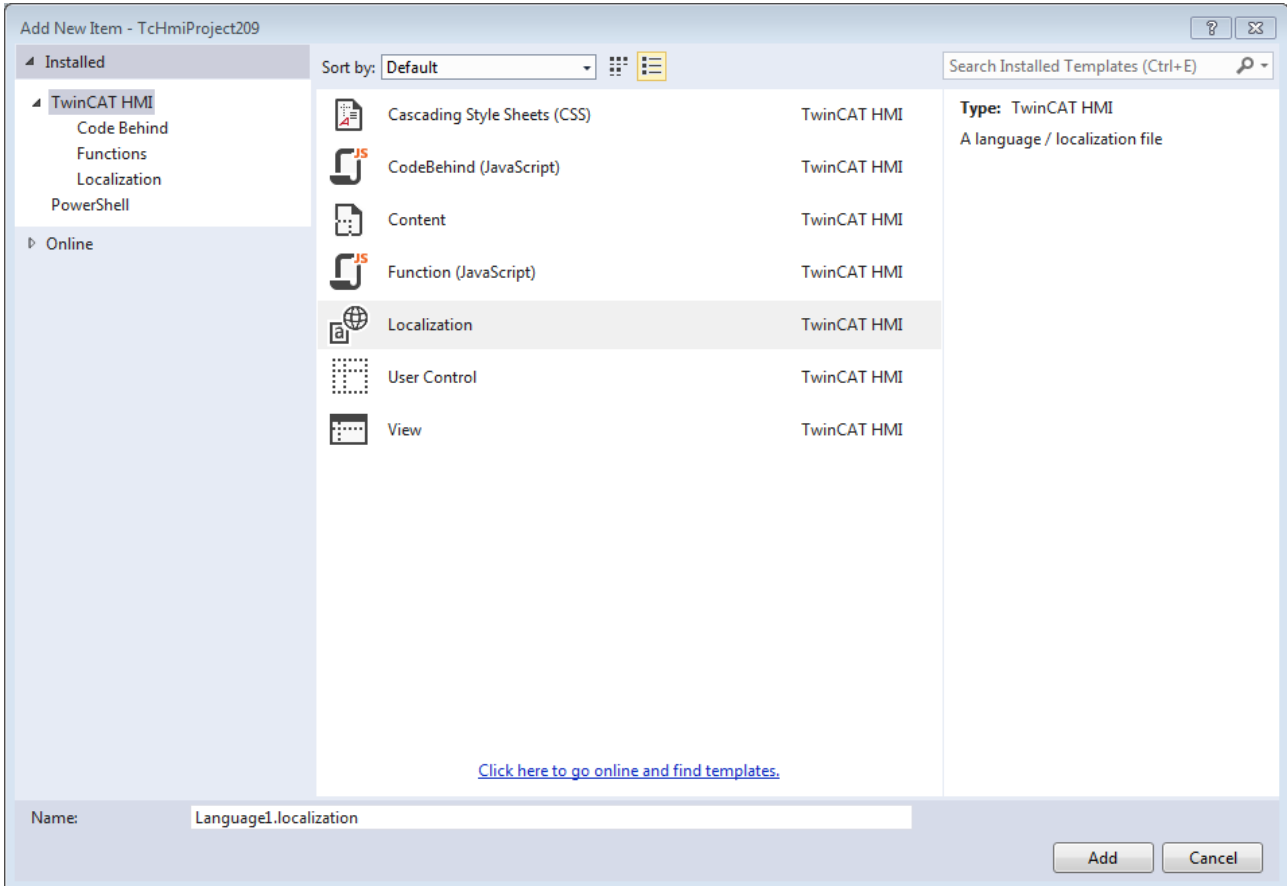 Add New Item - TcHmiProject209
Installed
TwinCAT HMI
Code Behind
Functions
Localization
PowerShell
Online
Sort by: Default
Search Installed Templates (Ctrl+E)
Cascading Style Sheets (CSS) TwinCAT HMI
JS
CodeBehind (JavaScript) TwinCAT HMI
Content TwinCAT HMI
JS
Function (JavaScript) TwinCAT HMI
Localization TwinCAT HMI
User Control TwinCAT HMI
View TwinCAT HMI
Click here to go online and find templates.
Type: TwinCAT HMI
A language / localization file
Name: Language1.localization
Add Cancel